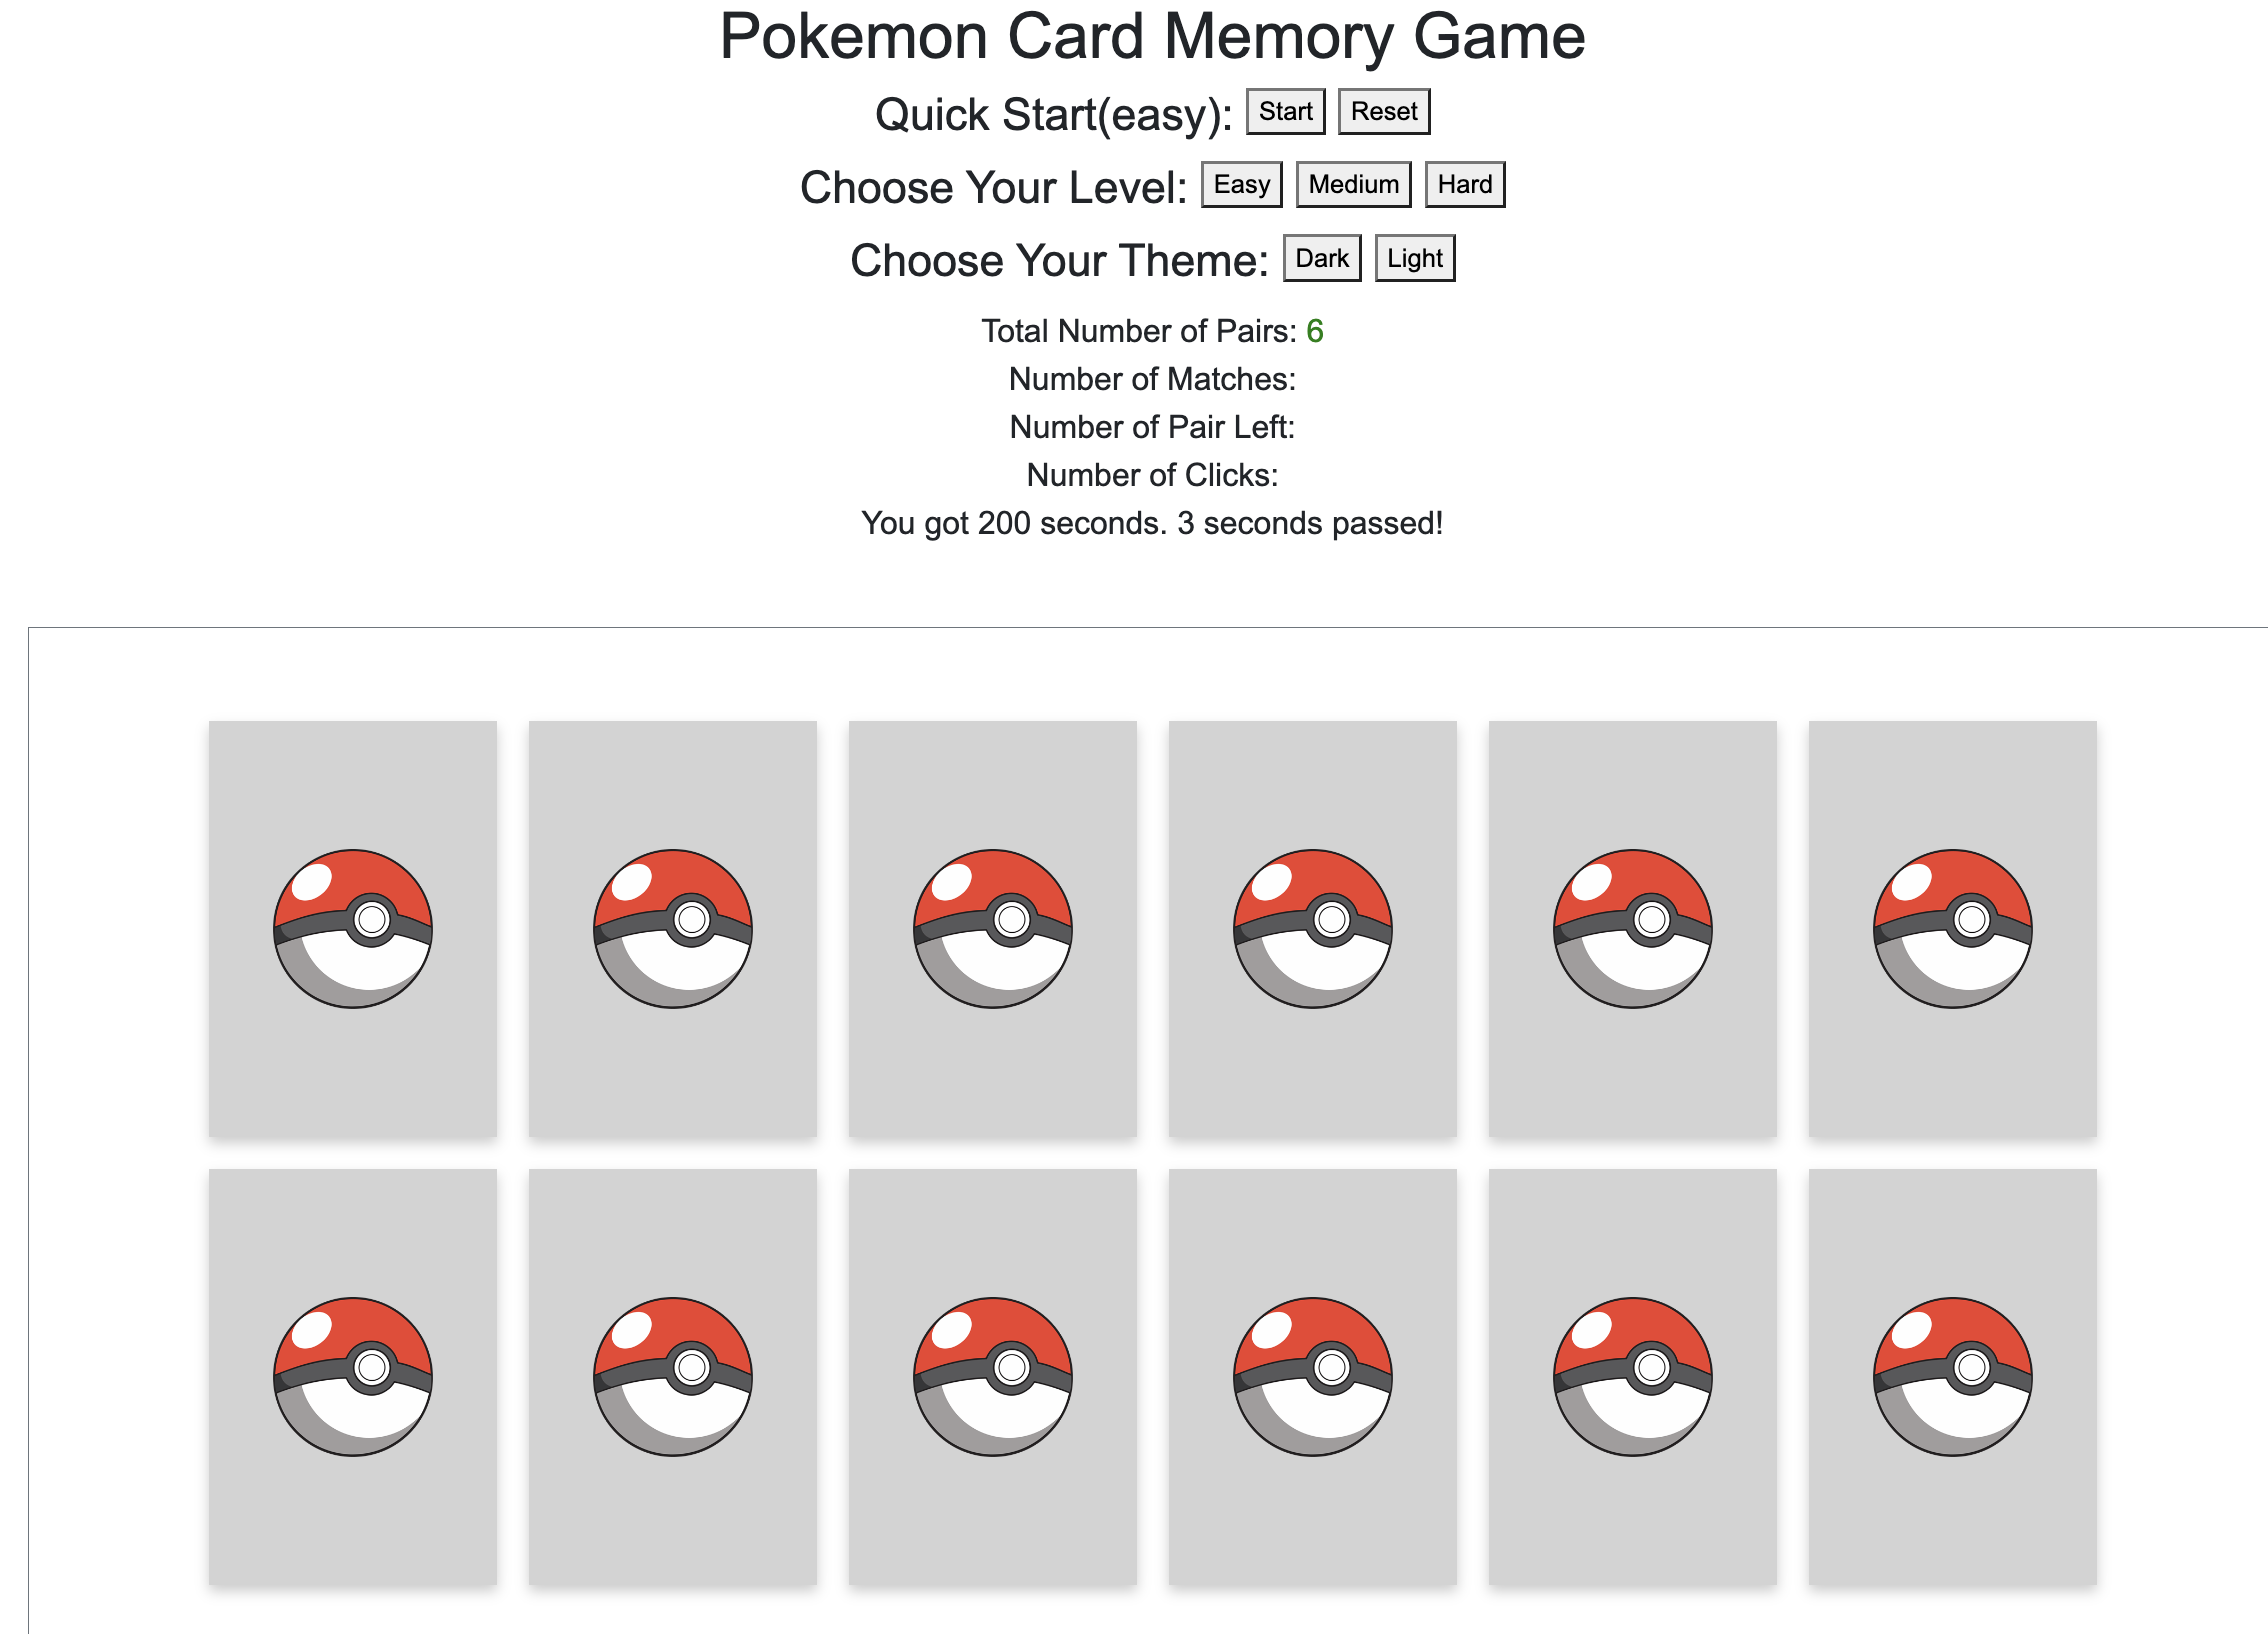 Pokemon Card Memory Game
Quick Start(easy): Start Reset
Choose Your Level: Easy Medium Hard
Choose Your Theme: Dark Light
Total Number of Pairs: 6
Number of Matches:
Number of Pair Left:
Number of Clicks:
You got 200 seconds. 3 seconds passed!